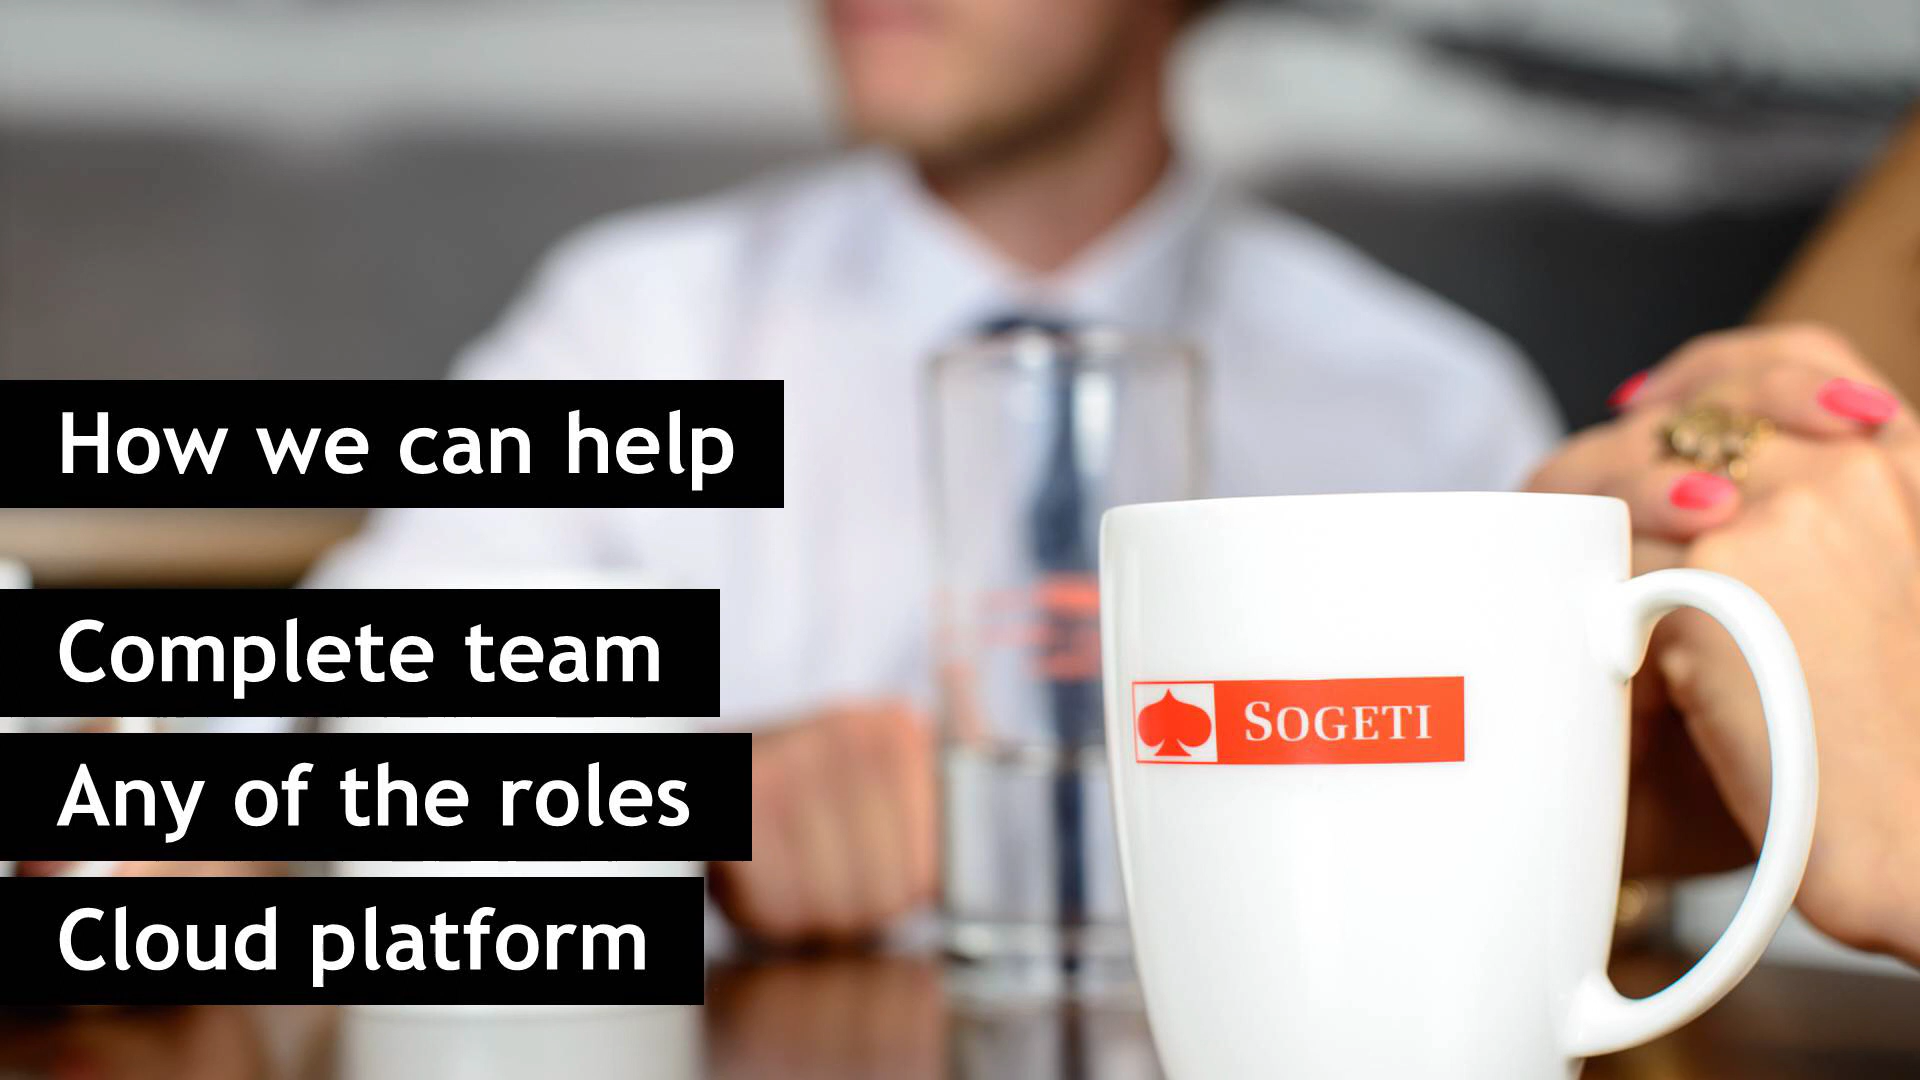 How we can help
Complete team
Any of the roles
Cloud platform
SOGETI